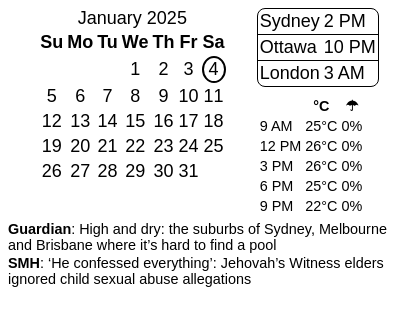 January 2025
Su Mo Tu We Th Fr Sa
1 2 3 4
5 6 7 8 9 10 11
12 13 14 15 16 17 18
19 20 21 22 23 24 25
26 27 28 29 30 31
Sydney 2 PM
Ottawa 10 PM
London 3 AM
°C ☂
9 AM 25°C 0%
12 PM 26°C 0%
3 PM 26°C 0%
6 PM 25°C 0%
9 PM 22°C 0%
Guardian: High and dry: the suburbs of Sydney, Melbourne
and Brisbane where it’s hard to find a pool
SMH: ‘He confessed everything’: Jehovah’s Witness elders
ignored child sexual abuse allegations